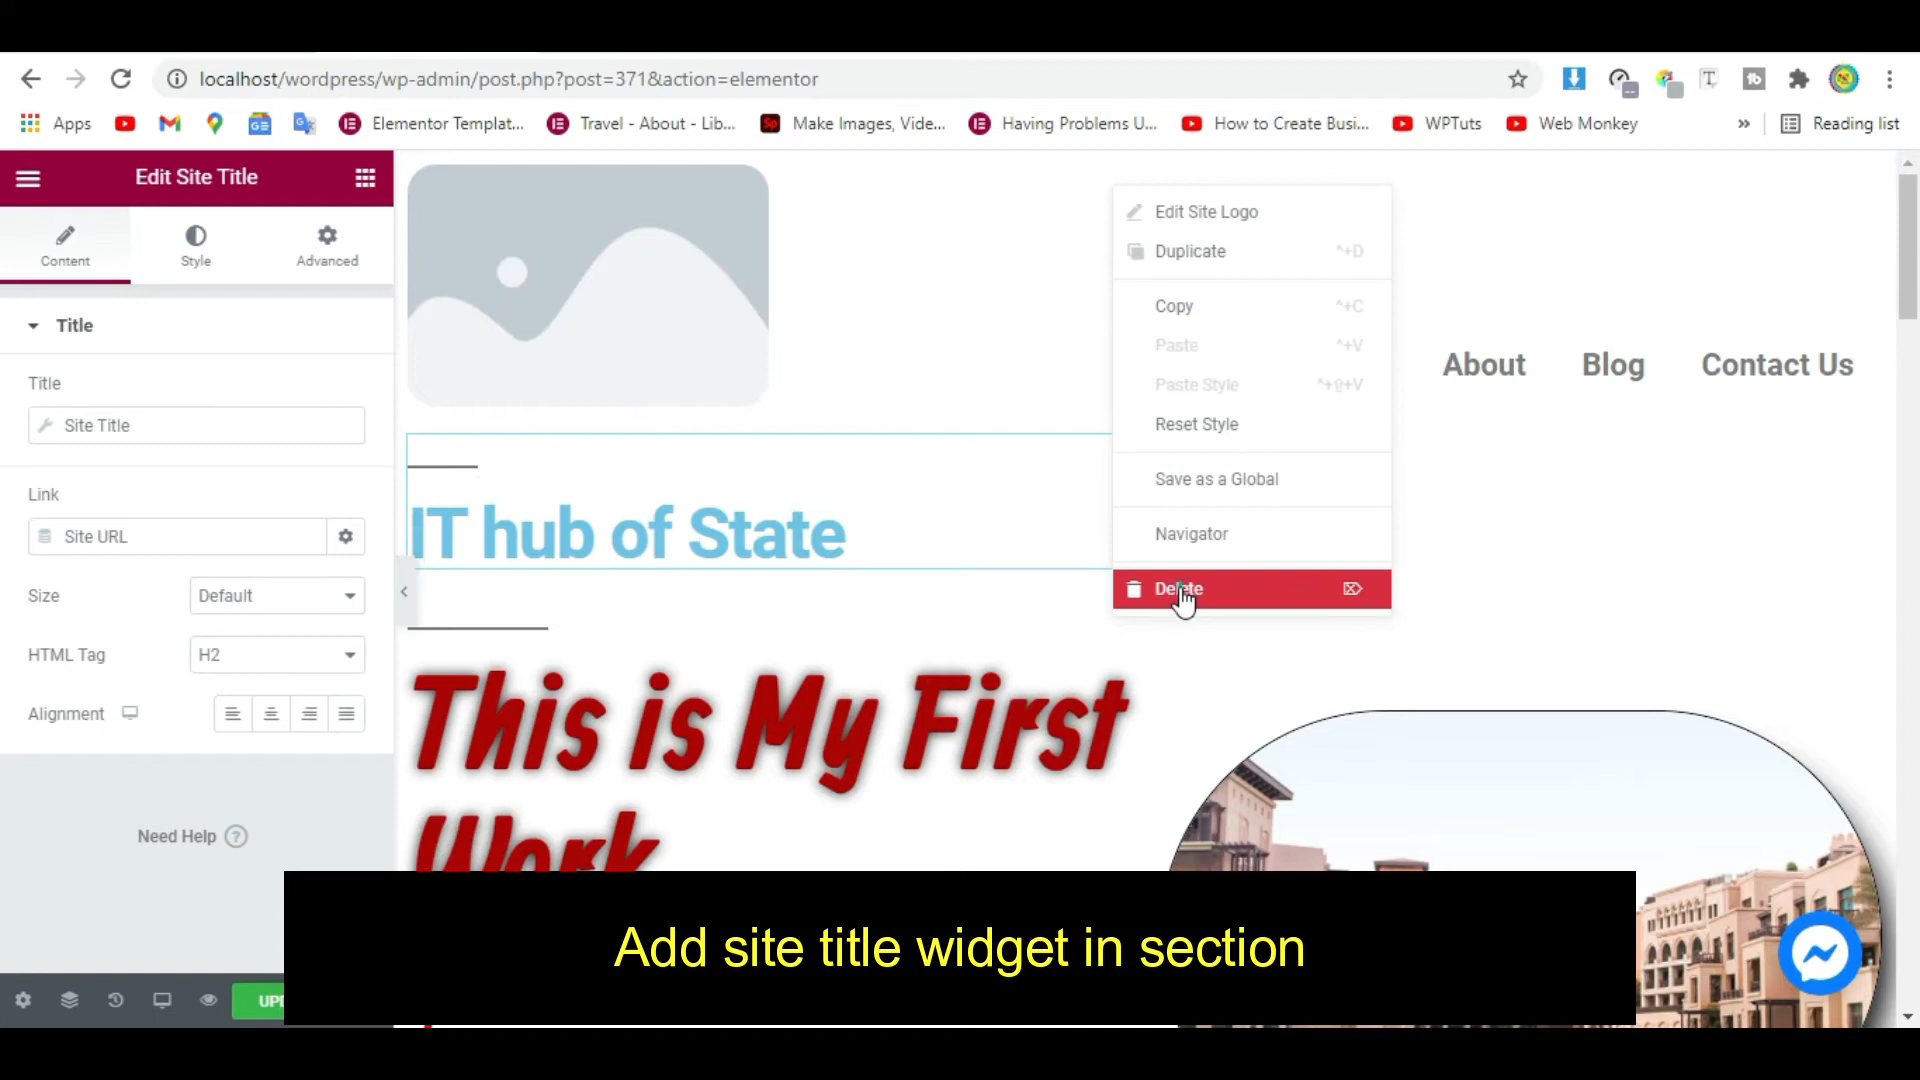 localhost/wordpress/wp-admin/post.php?post=371&action=elementor
Apps
Elementor Templat...
Travel - About - Lib...
Make Images, Vide...
Having Problems U...
How to Create Busi...
WPTuts
Web Monkey
»
Reading list
Edit Site Title
Content
Style
Advanced
Title
Title
Site Title
Link
Site URL
Size
Default
HTML Tag
H2
Alignment
Need Help ?
Edit Site Logo
Duplicate ^+D
Copy ^+C
Paste ^+V
Paste Style ^+⇧+V
Reset Style
Save as a Global
Navigator
Delete
About
Blog
Contact Us
IT hub of State
This is My First
Work
Add site title widget in section